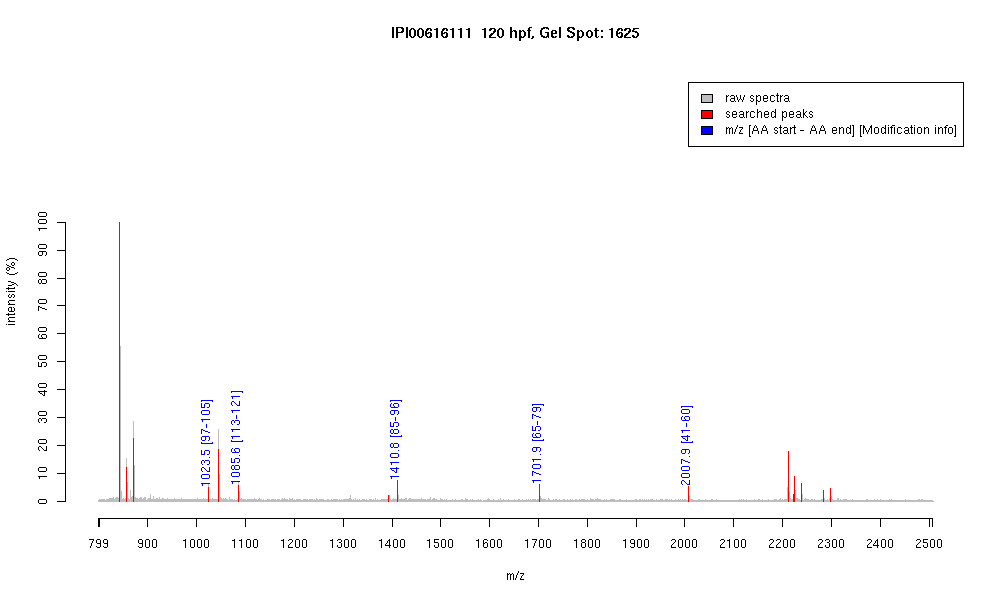 IPI00616111 120 hpf, Gel Spot: 1625
raw spectra
searched peaks
m/z [AA start - AA end] [Modification info]
intensity (%)
100
90
80
70
60
50
40
30
20
10
0
1023.5 [97-105]
1085.6 [113-121]
1410.8 [85-96]
1701.9 [65-79]
2007.9 [41-60]
799 900 1000 1100 1200 1300 1400 1500 1600 1700 1800 1900 2000 2100 2200 2300 2400 2500
m/z